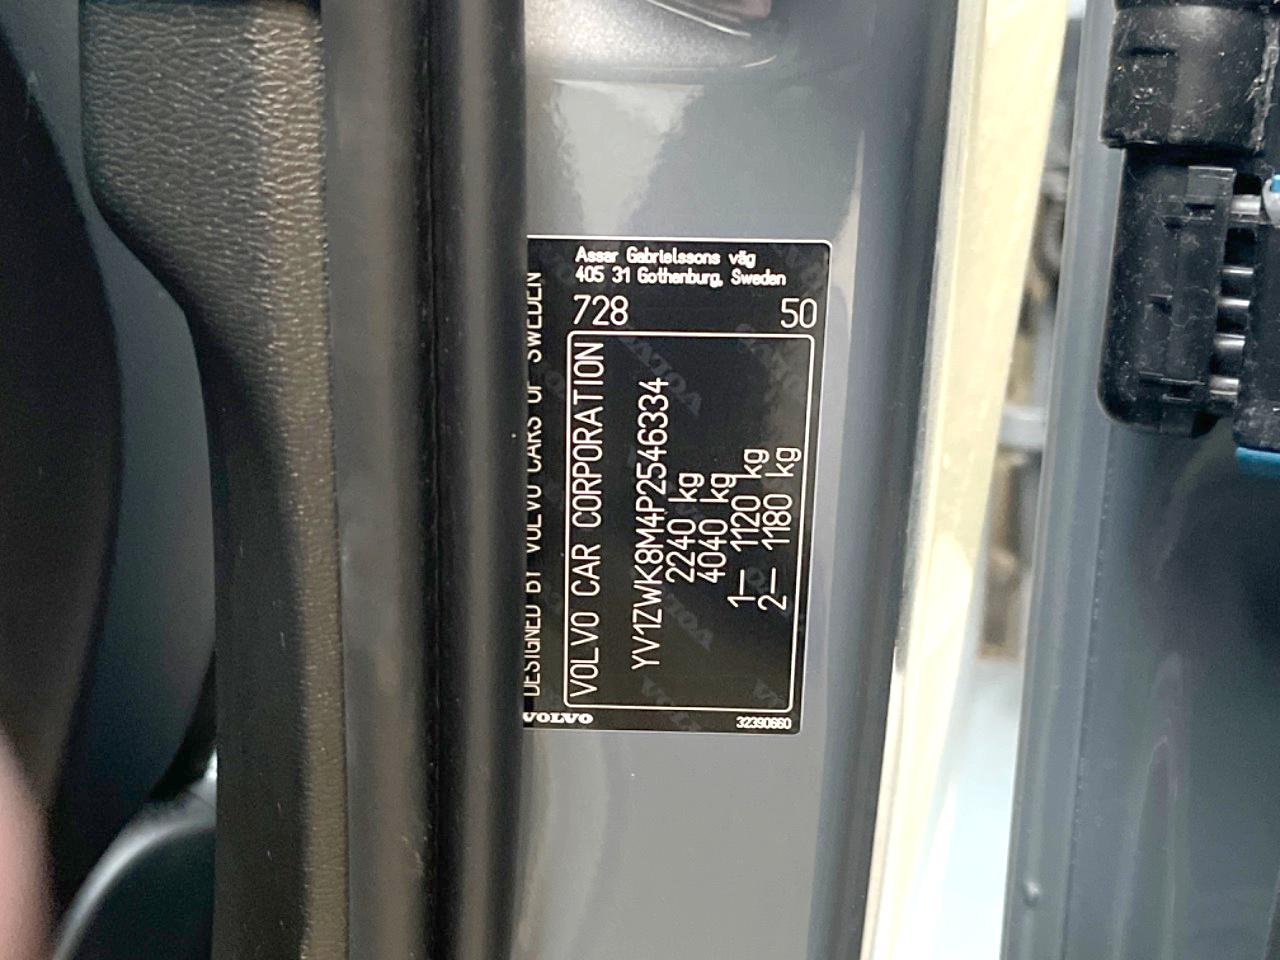 Assar Gabrielssons väg
405 31 Gothenburg, Sweden
728 50
DESIGNED BY VOLVO CARS OF SWEDEN
VOLVO CAR CORPORATION
YV1ZWK8M4P2546334
2240 kg
4040 kg
1– 1120 kg
2– 1180 kg
VOLVO
32390660